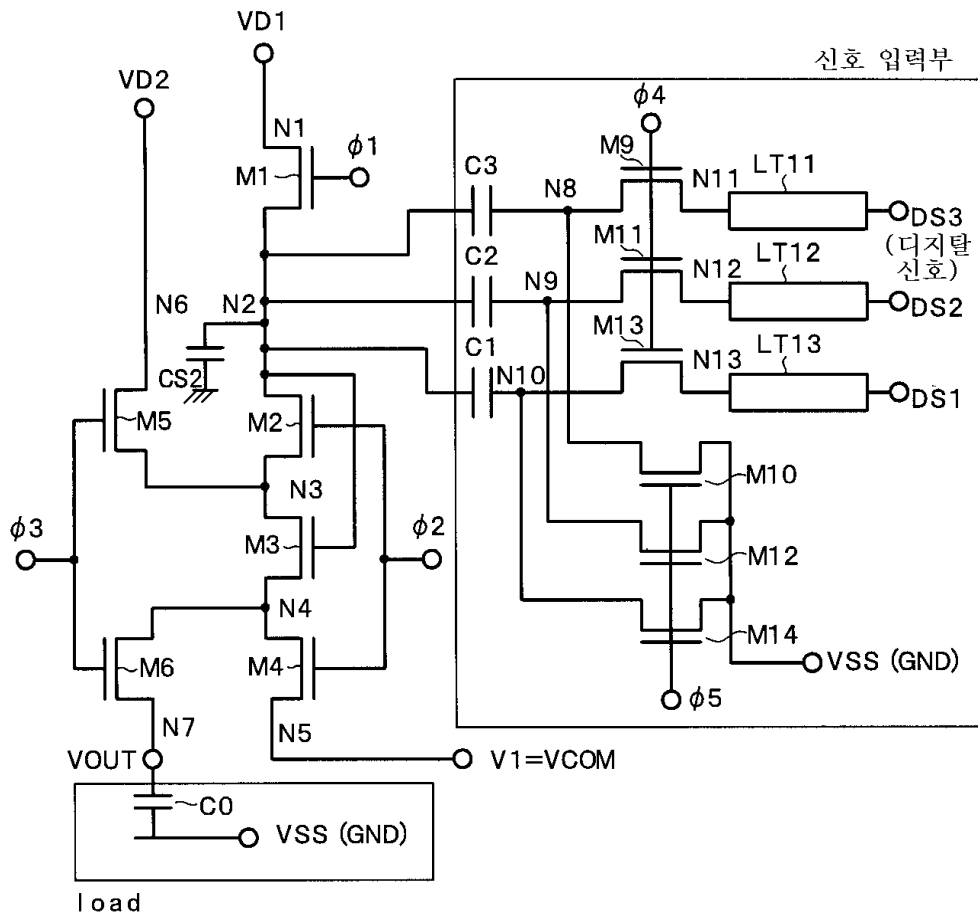 VD1
신호 입력부
VD2
φ4
N1
φ1
M1
M9
C3
N8
N11
LT11
DS3
(디지탈
신호)
M11
C2
N9
N12
LT12
DS2
N6
N2
M13
C1
N10
N13
LT13
DS1
CS2
M5
M2
N3
M10
φ3
M3
φ2
M12
N4
M6
M4
M14
VSS (GND)
φ5
N7
N5
VOUT
V1=VCOM
C0
VSS (GND)
load